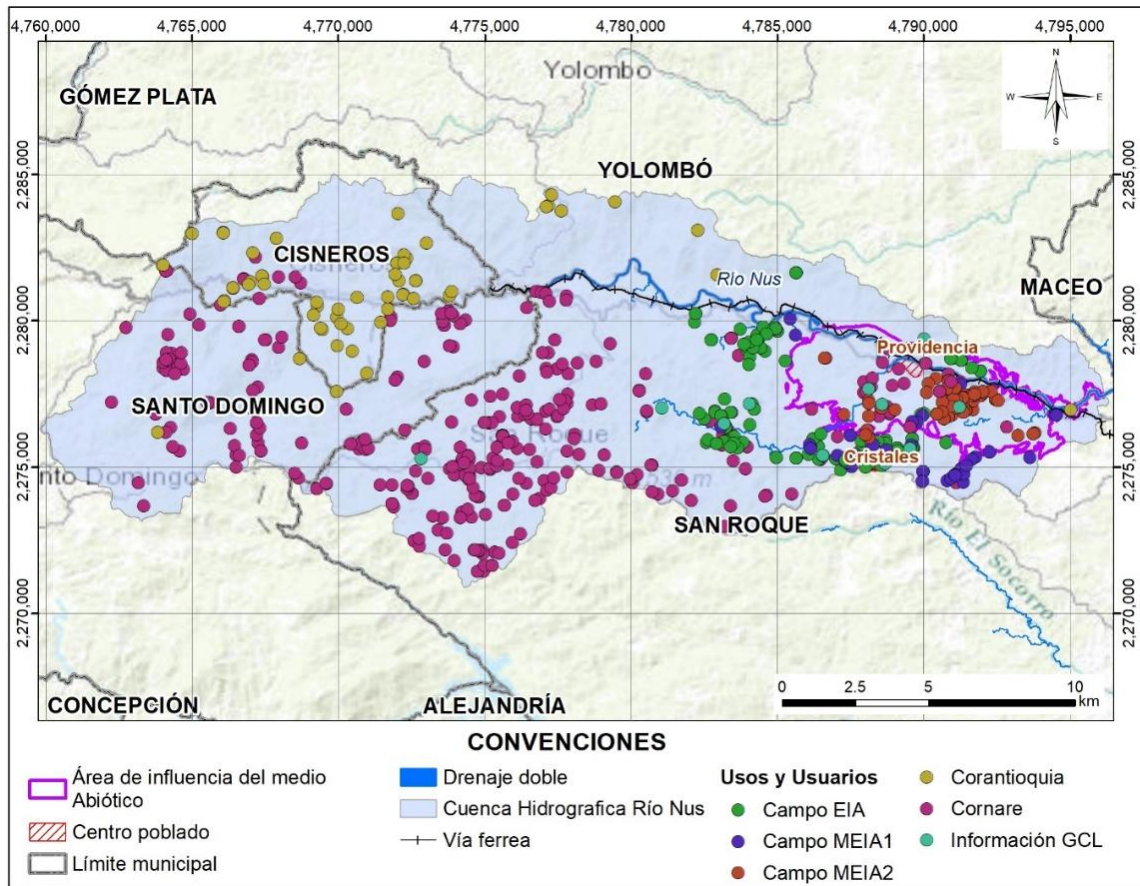 4,760,000 4,765,000 4,770,000 4,775,000 4,780,000 4,785,000 4,790,000 4,795,000
N
W E
S
Yolombo
GÓMEZ PLATA
2.285,000 2.285,000
YOLOMBÓ
CISNEROS
Cisneros
Río Nus
MACEO
2.280,000 2.280,000
Providencia
SANTO DOMINGO
San Roque
2.275,000 2.275,000
nto Domingo
Cristales
SAN ROQUE
Río El Socorro
2.270,000 2.270,000
0 2.5 5 10
km
CONCEPCIÓN ALEJANDRÍA
CONVENCIONES
Área de influencia del medio
Abiótico
Centro poblado
Límite municipal
Drenaje doble
Cuenca Hidrografica Río Nus
Vía ferrea
Usos y Usuarios
Campo EIA
Campo MEIA1
Campo MEIA2
Corantioquia
Cornare
Información GCL